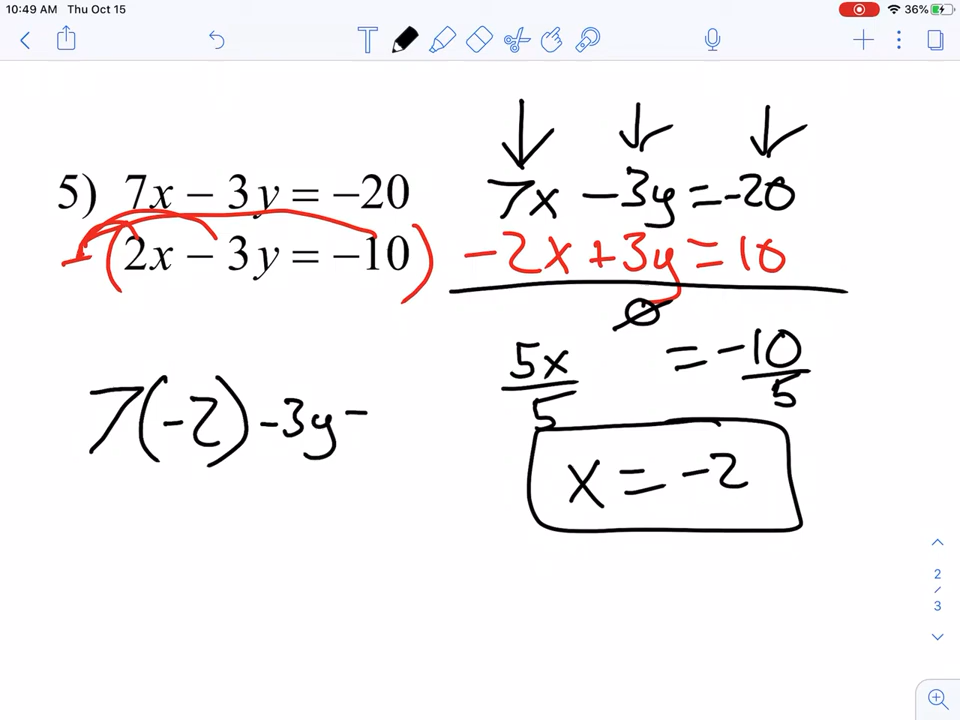 10:49 AM Thu Oct 15
36%
T
5) 7x − 3y = −20
−(2x − 3y = −10)
7x −3y = -20
−2x + 3y = 10
0
5x = −10
5 5
x = −2
7(−2) −3y −
2
/
3